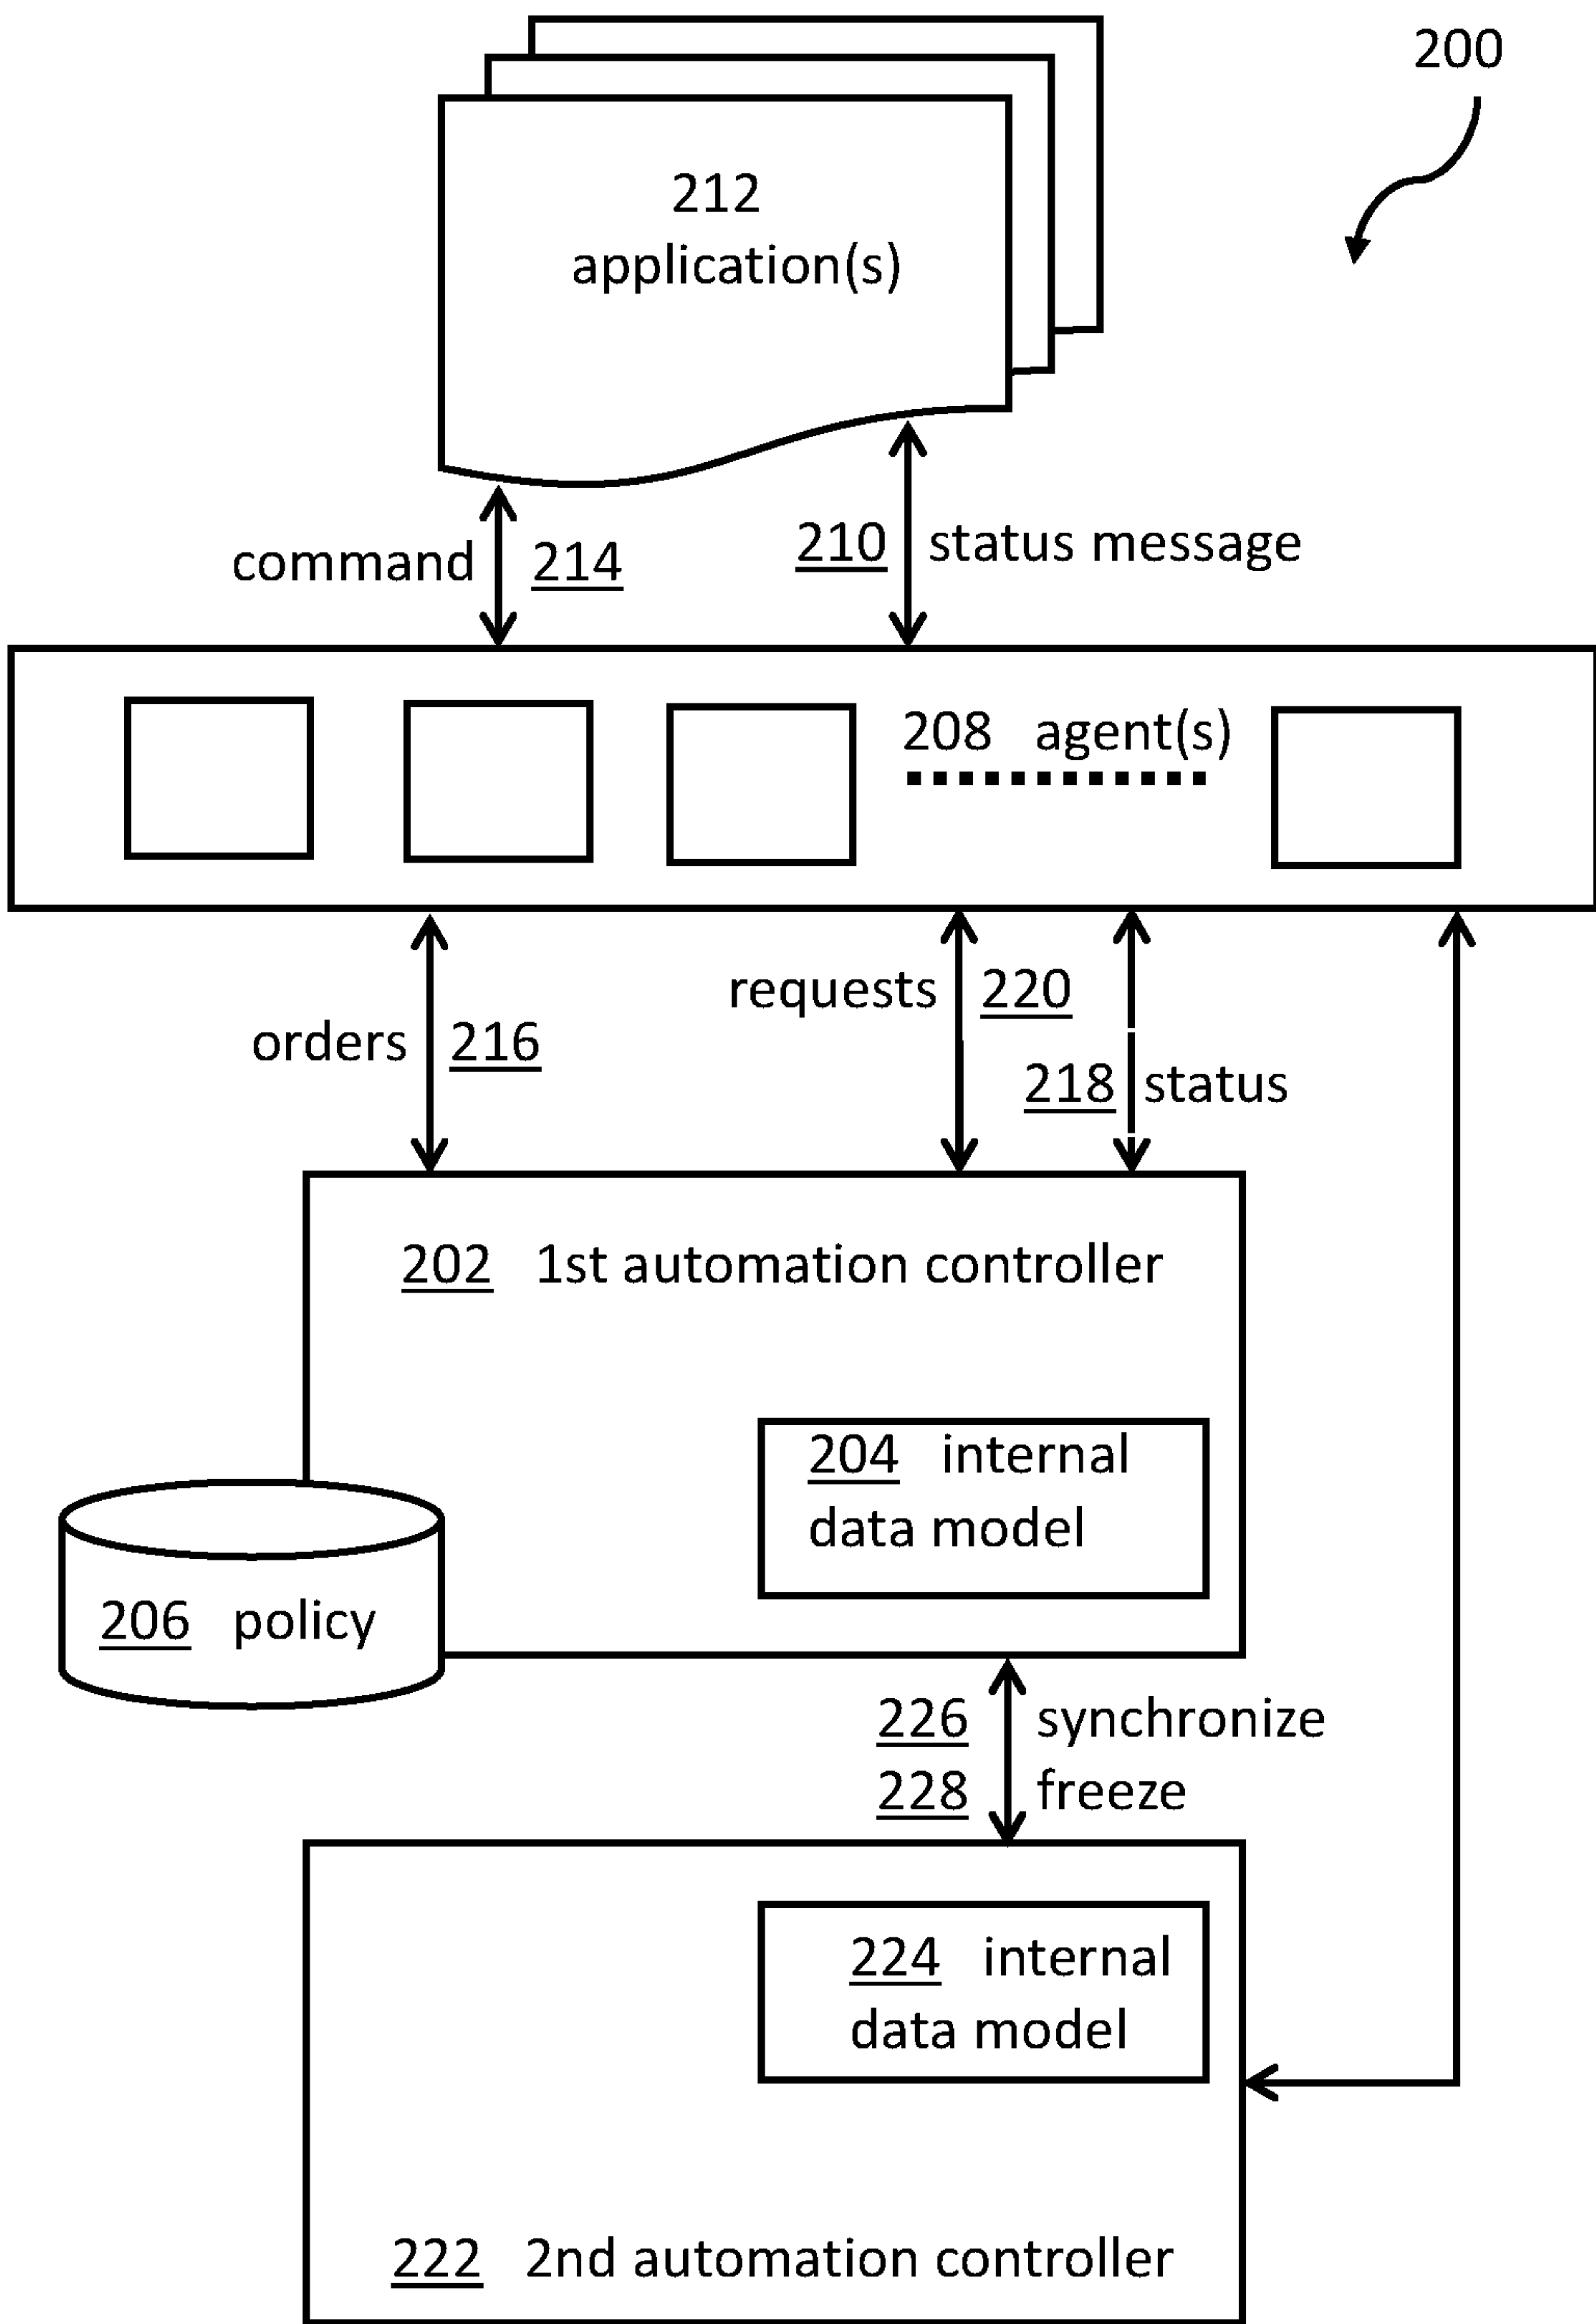 200
212
application(s)
command 214
210 status message
208 agent(s)
requests 220
orders 216
218 status
202 1st automation controller
204 internal
data model
206 policy
226 synchronize
228 freeze
224 internal
data model
222 2nd automation controller